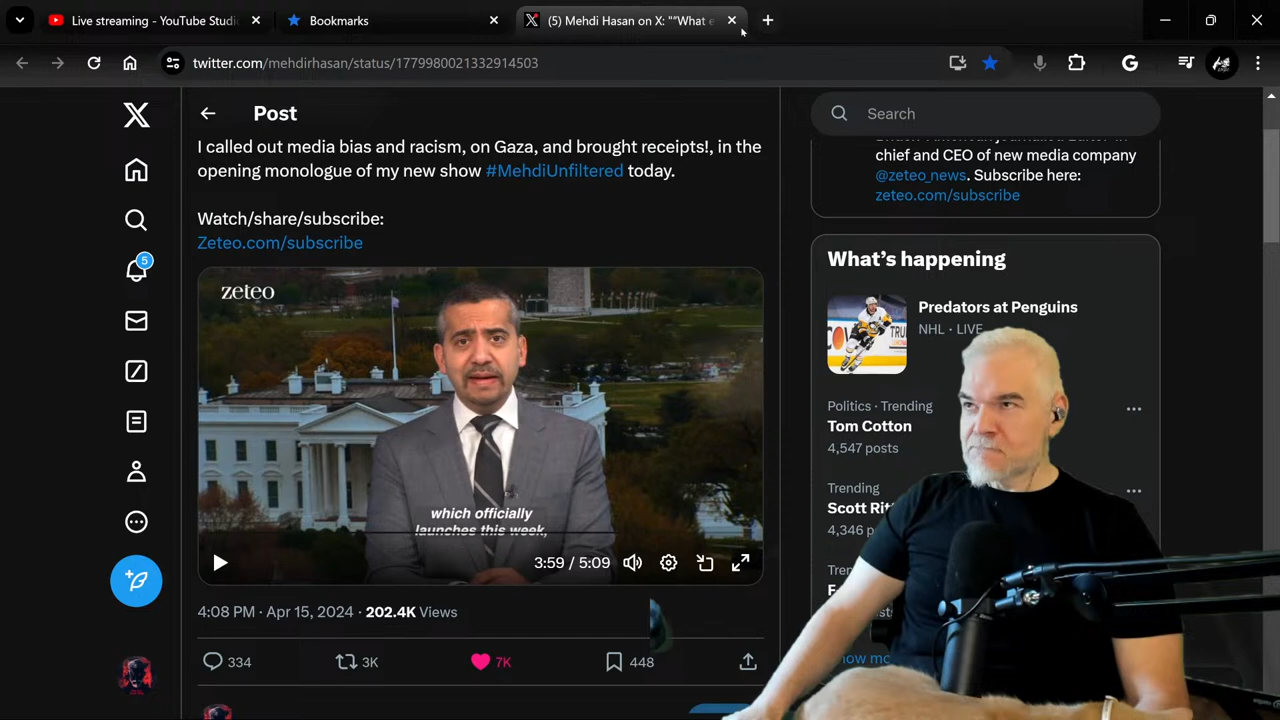 Live streaming - YouTube Studi
Bookmarks
(5) Mehdi Hasan on X: "“What e
twitter.com/mehdirhasan/status/1779980021332914503
Post
I called out media bias and racism, on Gaza, and brought receipts!, in the
opening monologue of my new show #MehdiUnfiltered today.
Watch/share/subscribe:
Zeteo.com/subscribe
zeteo
which officially
launches this week,
3:59 / 5:09
4:08 PM · Apr 15, 2024 · 202.4K Views
334
3K
7K
448
5
Search
chief and CEO of new media company
@zeteo_news. Subscribe here:
zeteo.com/subscribe
What's happening
Predators at Penguins
NHL · LIVE
Politics · Trending
Tom Cotton
4,547 posts
Trending
Scott Rit
4,346 po